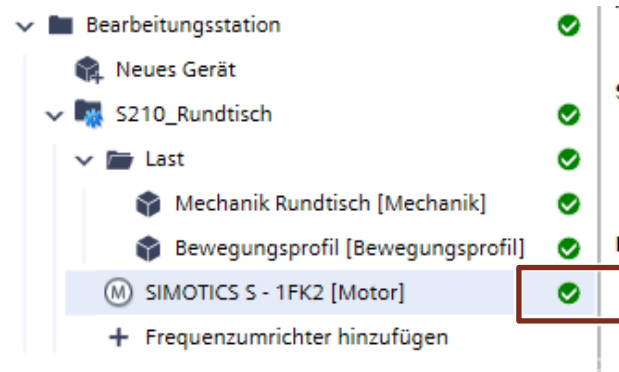 Bearbeitungsstation
Neues Gerät
S210_Rundtisch
Last
Mechanik Rundtisch [Mechanik]
Bewegungsprofil [Bewegungsprofil]
M SIMOTICS S - 1FK2 [Motor]
+ Frequenzumrichter hinzufügen